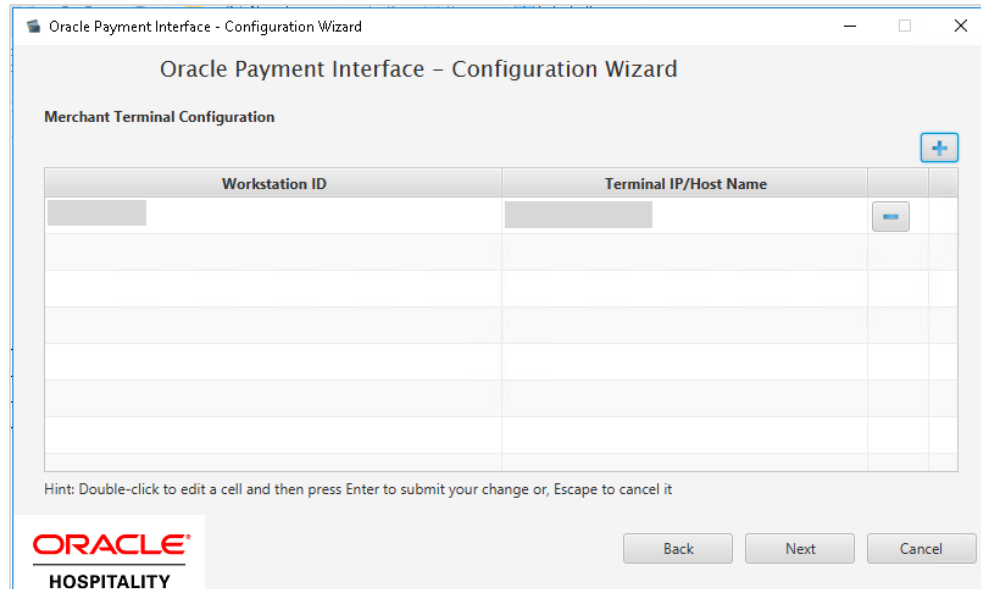 Oracle Payment Interface - Configuration Wizard
Oracle Payment Interface – Configuration Wizard
Merchant Terminal Configuration
Workstation ID Terminal IP/Host Name
Hint: Double-click to edit a cell and then press Enter to submit your change or, Escape to cancel it
ORACLE®
HOSPITALITY
Back Next Cancel